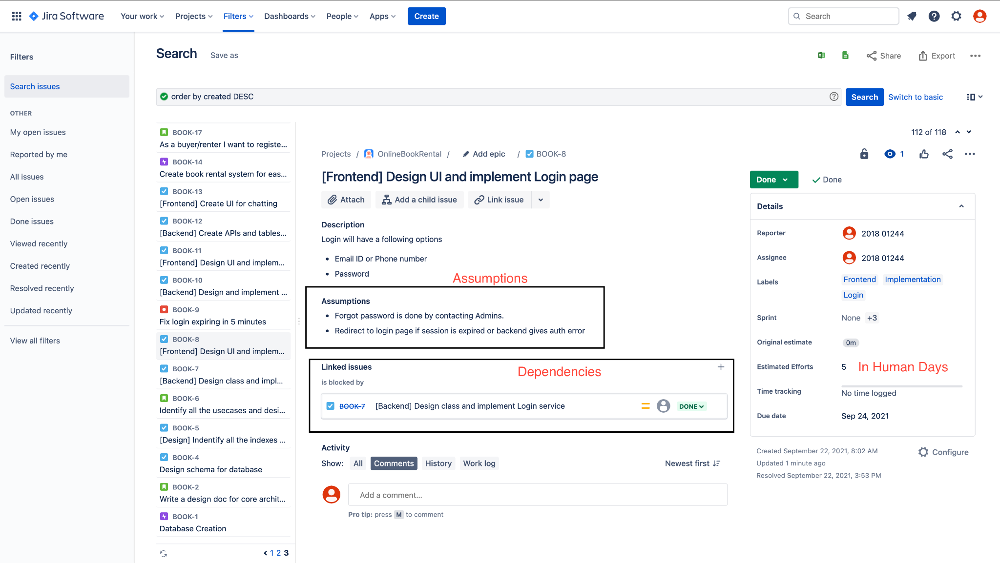 Jira Software
Your work
Projects
Filters
Dashboards
People
Apps
Create
Search
Filters
Search issues
OTHER
My open issues
Reported by me
All issues
Open issues
Done issues
Viewed recently
Created recently
Resolved recently
Updated recently
View all filters
Search
Save as
Share
Export
order by created DESC
Search
Switch to basic
BOOK-17
As a buyer/renter I want to registe...
BOOK-14
Create book rental system for eas...
BOOK-13
[Frontend] Create UI for chatting
BOOK-12
[Backend] Create APIs and tables...
BOOK-11
[Frontend] Design UI and implem...
BOOK-10
[Backend] Design and implement ...
BOOK-9
Fix login expiring in 5 minutes
BOOK-8
[Frontend] Design UI and implem...
BOOK-7
[Backend] Design class and impl...
BOOK-6
Identify all the usecases and desi...
BOOK-5
[Design] Indentify all the indexes ...
BOOK-4
Design schema for database
BOOK-2
Write a design doc for core archit...
BOOK-1
Database Creation
1 2 3
112 of 118
Projects / OnlineBookRental / Add epic / BOOK-8
1
[Frontend] Design UI and implement Login page
Attach
Add a child issue
Link issue
Description
Login will have a following options
• Email ID or Phone number
• Password
Assumptions
Assumptions
• Forgot password is done by contacting Admins.
• Redirect to login page if session is expired or backend gives auth error
Linked issues
Dependencies
is blocked by
BOOK-7 [Backend] Design class and implement Login service
DONE
Activity
Show: All Comments History Work log
Newest first
Add a comment...
Pro tip: press M to comment
Done
Done
Details
Reporter
2018 01244
Assignee
2018 01244
Labels
Frontend Implementation
Login
Sprint
None +3
Original estimate
0m
Estimated Efforts
5
In Human Days
Time tracking
No time logged
Due date
Sep 24, 2021
Created September 22, 2021, 8:02 AM
Updated 1 minute ago
Resolved September 22, 2021, 3:53 PM
Configure